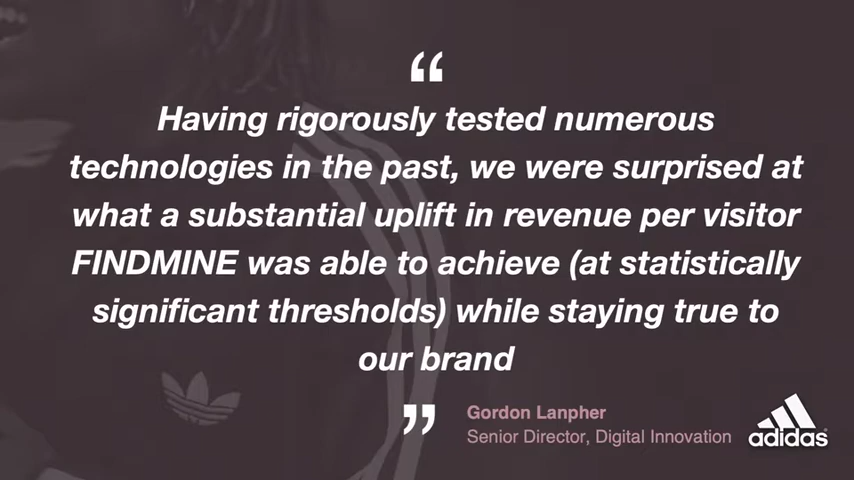 “
Having rigorously tested numerous
technologies in the past, we were surprised at
what a substantial uplift in revenue per visitor
FINDMINE was able to achieve (at statistically
significant thresholds) while staying true to
our brand
”
Gordon Lanpher
Senior Director, Digital Innovation
adidas